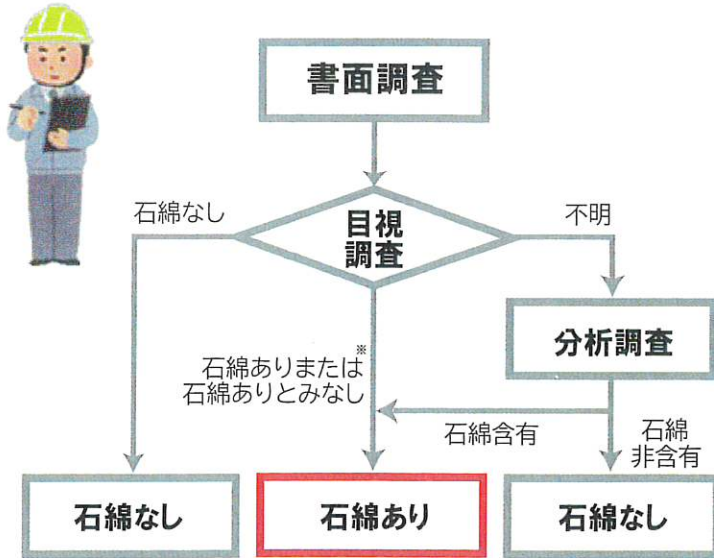 書面調査
石綿なし
目視
調査
不明
分析調査
※
石綿ありまたは
石綿ありとみなし
石綿含有
石綿
非含有
石綿なし
石綿あり
石綿なし